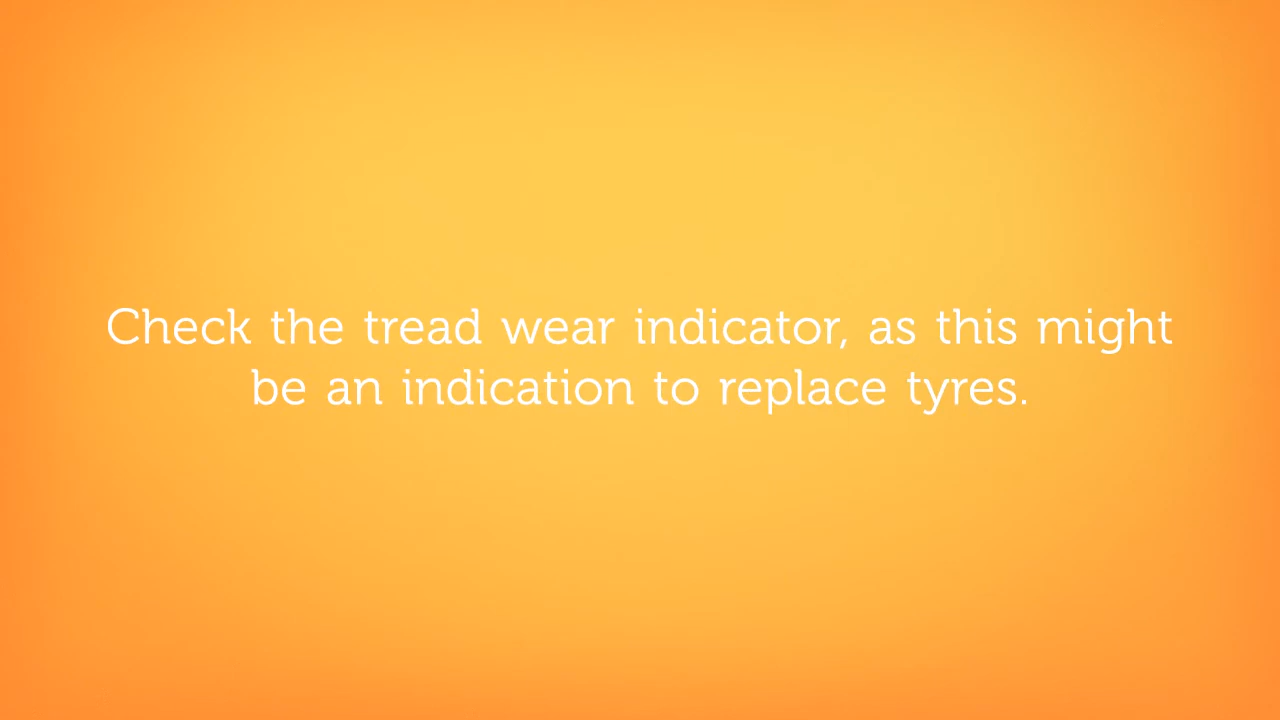 Check the tread wear indicator, as this might
be an indication to replace tyres.